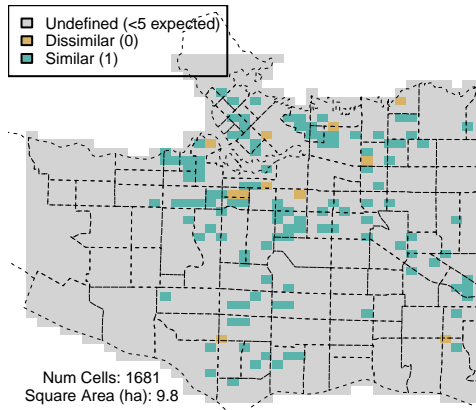 Undefined (<5 expected)
Dissimilar (0)
Similar (1)
Num Cells: 1681
Square Area (ha): 9.8